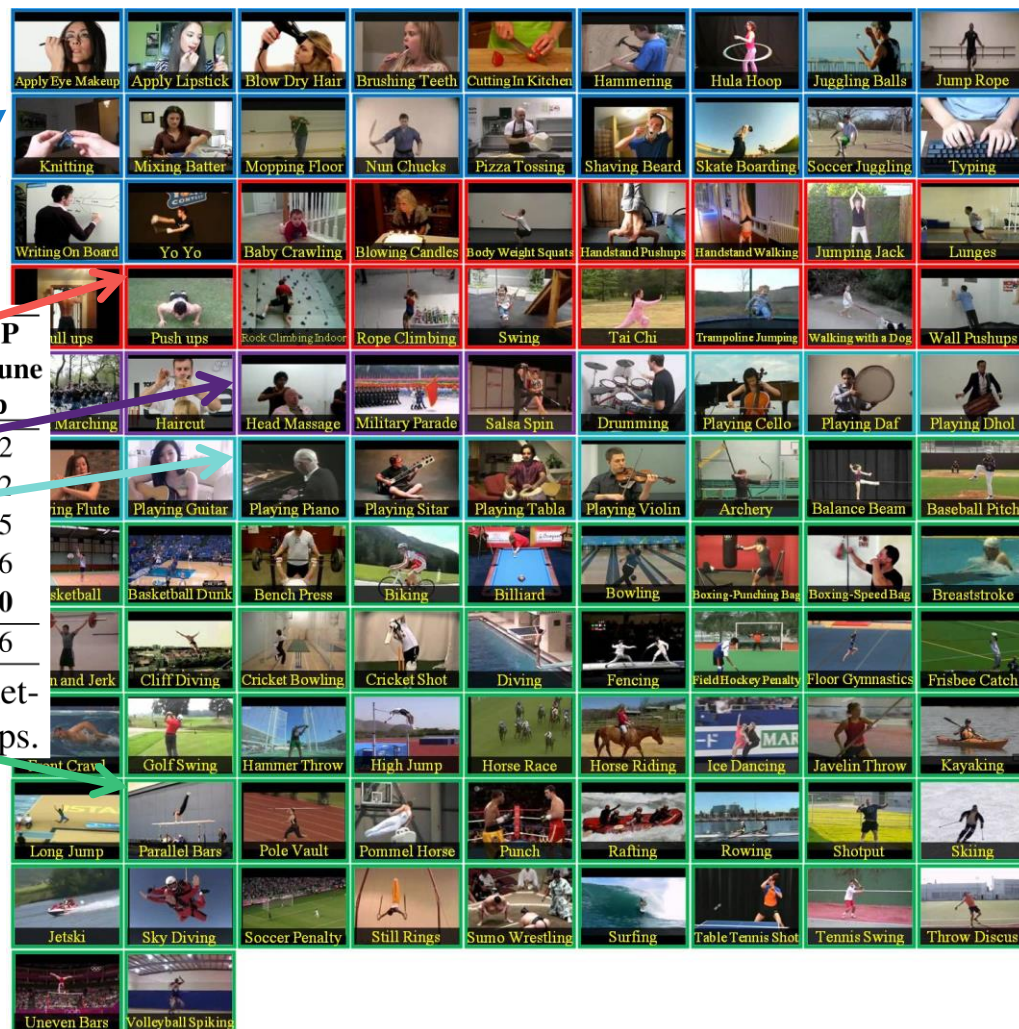 Apply Eye Makeup Apply Lipstick Blow Dry Hair Brushing Teeth Cutting In Kitchen Hammering Hula Hoop Juggling Balls Jump Rope
Knitting Mixing Batter Mopping Floor Nun Chucks Pizza Tossing Shaving Beard Skate Boarding Soccer Juggling Typing
Writing On Board Yo Yo Baby Crawling Blowing Candles Body Weight Squats Handstand Pushups Handstand Walking Jumping Jack Lunges
ull ups Push ups Rock Climbing Indoor Rope Climbing Swing Tai Chi Trampoline Jumping Walking with a Dog Wall Pushups
P
une
Marching Haircut Head Massage Military Parade Salsa Spin Drumming Playing Cello Playing Daf Playing Dhol
2
2
ing Flute Playing Guitar Playing Piano Playing Sitar Playing Tabla Playing Violin Archery Balance Beam Baseball Pitch
5
6
sketball Basketball Dunk Bench Press Biking Billiard Bowling Boxing-Punching Bag Boxing-Speed Bag Breaststroke
0
6
n and Jerk Cliff Diving Cricket Bowling Cricket Shot Diving Fencing Field Hockey Penalty Floor Gymnastics Frisbee Catch
et-
ps.
Front Crawl Golf Swing Hammer Throw High Jump Horse Race Horse Riding Ice Dancing Javelin Throw Kayaking
Long Jump Parallel Bars Pole Vault Pommel Horse Punch Rafting Rowing Shotput Skiing
Jetski Sky Diving Soccer Penalty Still Rings Sumo Wrestling Surfing Table Tennis Shot Tennis Swing Throw Discus
Uneven Bars Volleyball Spiking